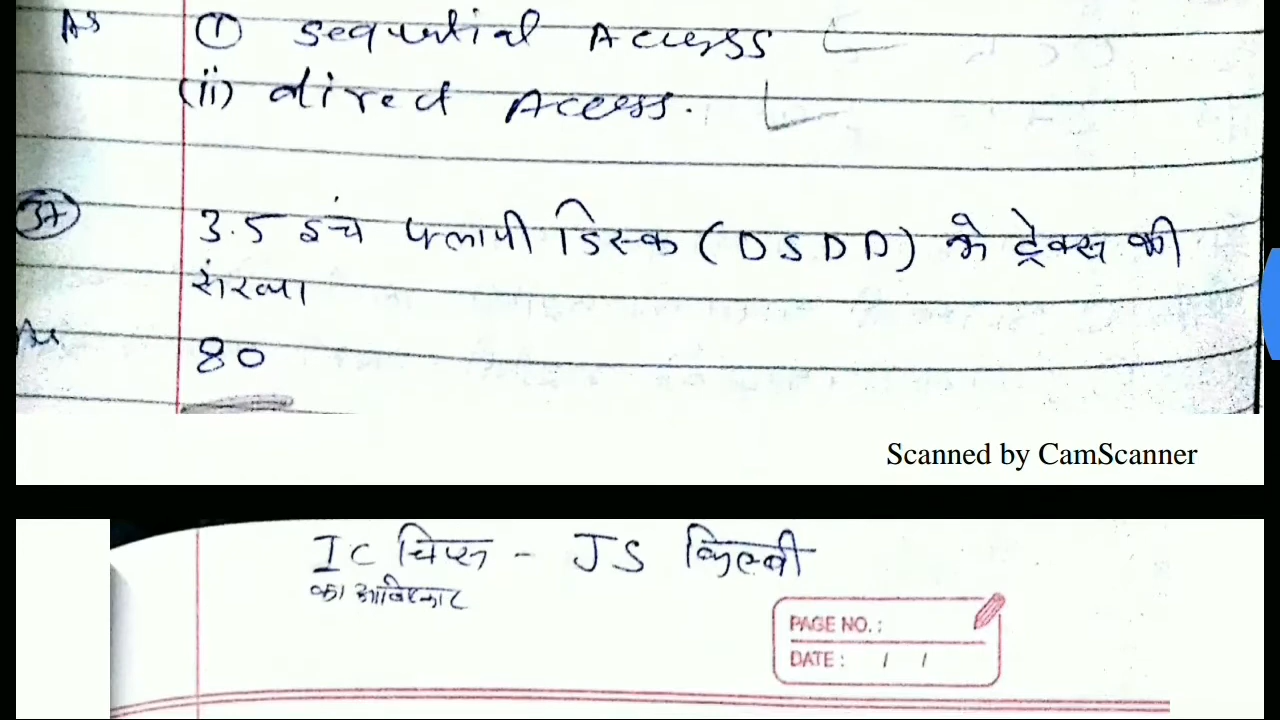 As (i) Sequential Access
(ii) direct Access.
37 3.5 इंच फ्लापी डिस्क (DSDD) के ट्रेक्स की
संख्या
As 80
Scanned by CamScanner
IC चिप्स - JS किल्बी
का आविष्कार
PAGE NO. :
DATE : / /